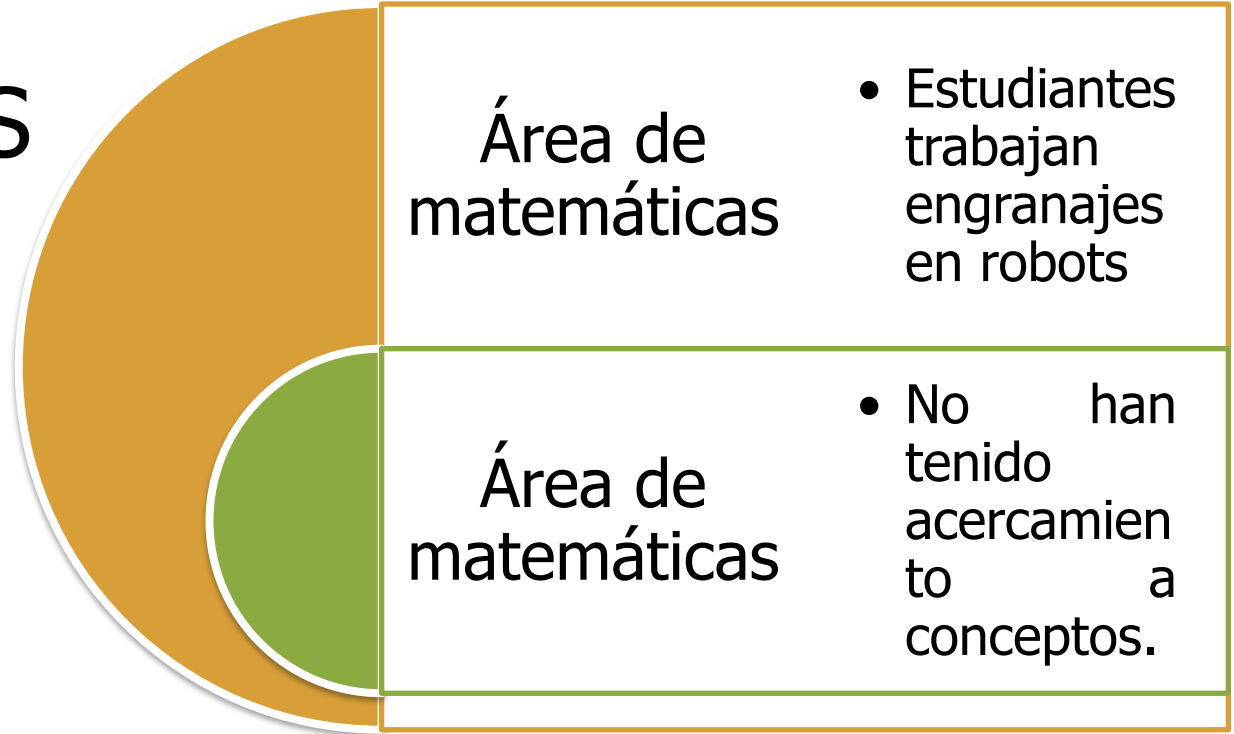 s
Área de
matemáticas
• Estudiantes
trabajan
engranajes
en robots
Área de
matemáticas
• No han
tenido
acercamien
to a
conceptos.